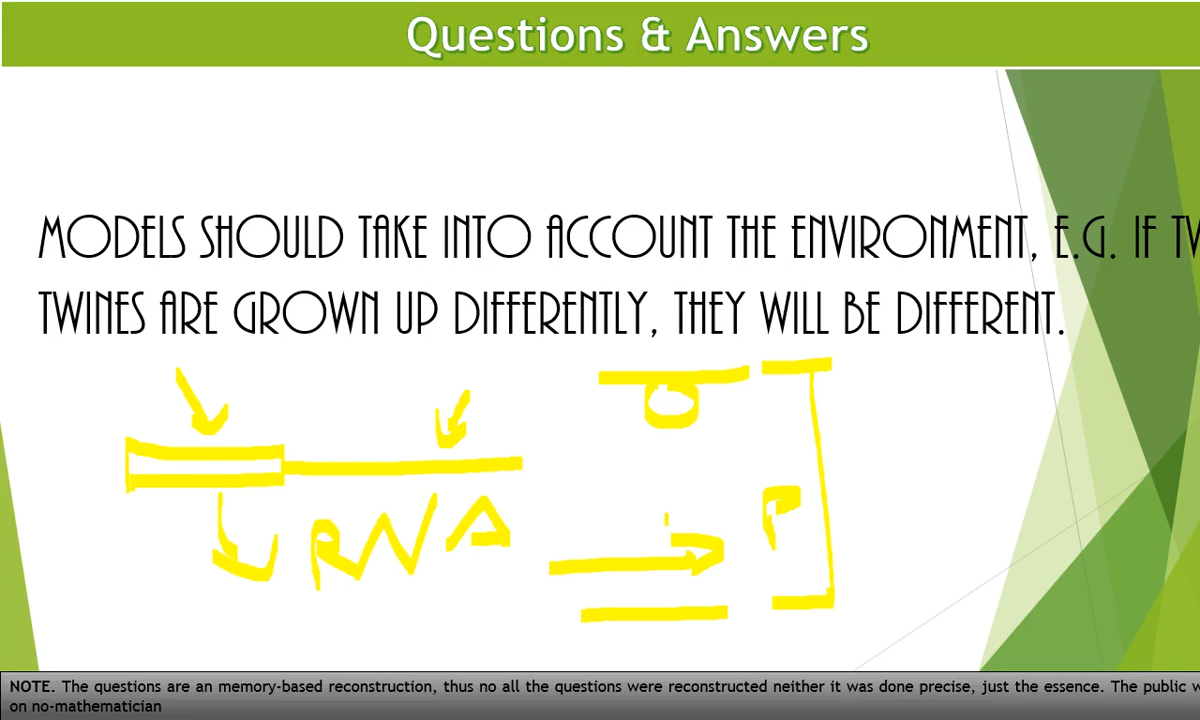 Questions & Answers
MODELS SHOULD TAKE INTO ACCOUNT THE ENVIRONMENT, E.G. IF TW
TWINES ARE GROWN UP DIFFERENTLY, THEY WILL BE DIFFERENT.
RNA
P
NOTE. The questions are an memory-based reconstruction, thus no all the questions were reconstructed neither it was done precise, just the essence. The public w
on no-mathematician